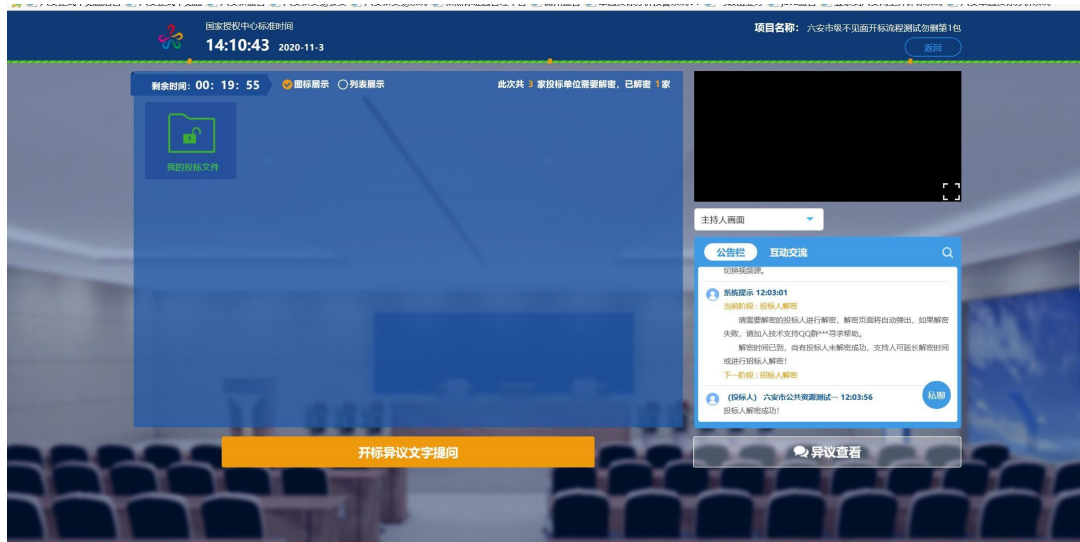 国家授权中心标准时间
14:10:43 2020-11-3
项目名称： 六安市级不见面开标流程测试勿删第1包
返回
剩余时间：00：19：55 图标展示 列表展示 此次共 3 家投标单位需要解密，已解密 1家
我的投标文件
主持人画面
公告栏 互动交流
切换视频源。
系统提示 12:03:01
当前阶段：投标人解密
请需要解密的投标人进行解密，解密页面将自动弹出，如果解密
失败，请加入技术支持QQ群***寻求帮助。
解密时间已到，尚有投标人未解密成功，支持人可延长解密时间
或进行招标人解密！
下一阶段：招标人解密
(投标人) 六安市公共资源测试一 12:03:56
投标人解密成功！
私聊
开标异议文字提问
异议查看